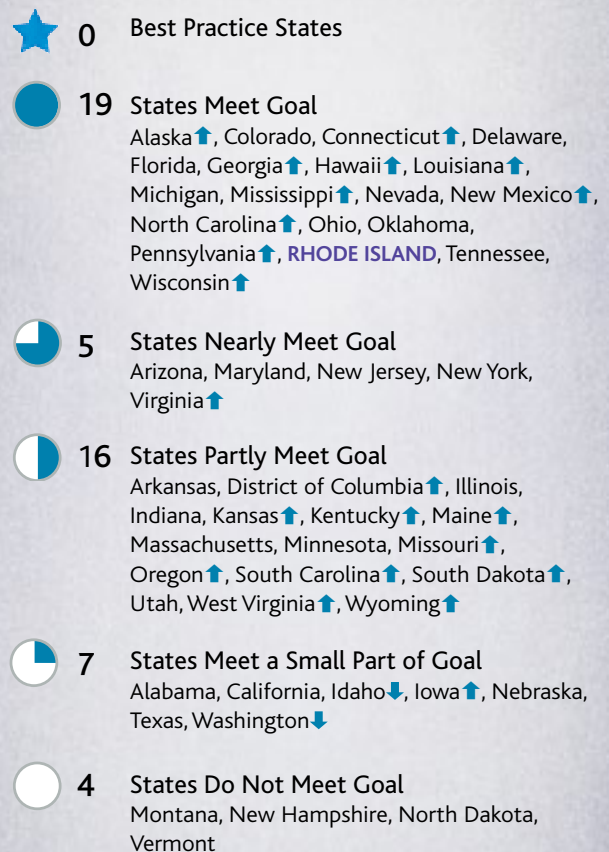 0 Best Practice States
19 States Meet Goal
Alaska⬆, Colorado, Connecticut⬆, Delaware,
Florida, Georgia⬆, Hawaii⬆, Louisiana⬆,
Michigan, Mississippi⬆, Nevada, New Mexico⬆,
North Carolina⬆, Ohio, Oklahoma,
Pennsylvania⬆, RHODE ISLAND, Tennessee,
Wisconsin⬆
5 States Nearly Meet Goal
Arizona, Maryland, New Jersey, New York,
Virginia⬆
16 States Partly Meet Goal
Arkansas, District of Columbia⬆, Illinois,
Indiana, Kansas⬆, Kentucky⬆, Maine⬆,
Massachusetts, Minnesota, Missouri⬆,
Oregon⬆, South Carolina⬆, South Dakota⬆,
Utah, West Virginia⬆, Wyoming⬆
7 States Meet a Small Part of Goal
Alabama, California, Idaho⬇, Iowa⬆, Nebraska,
Texas, Washington⬇
4 States Do Not Meet Goal
Montana, New Hampshire, North Dakota,
Vermont